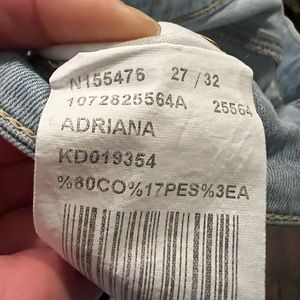 N155476 27 / 32
1072825564A 25564
ADRIANA
KD019354
%80CO%17PES%3EA